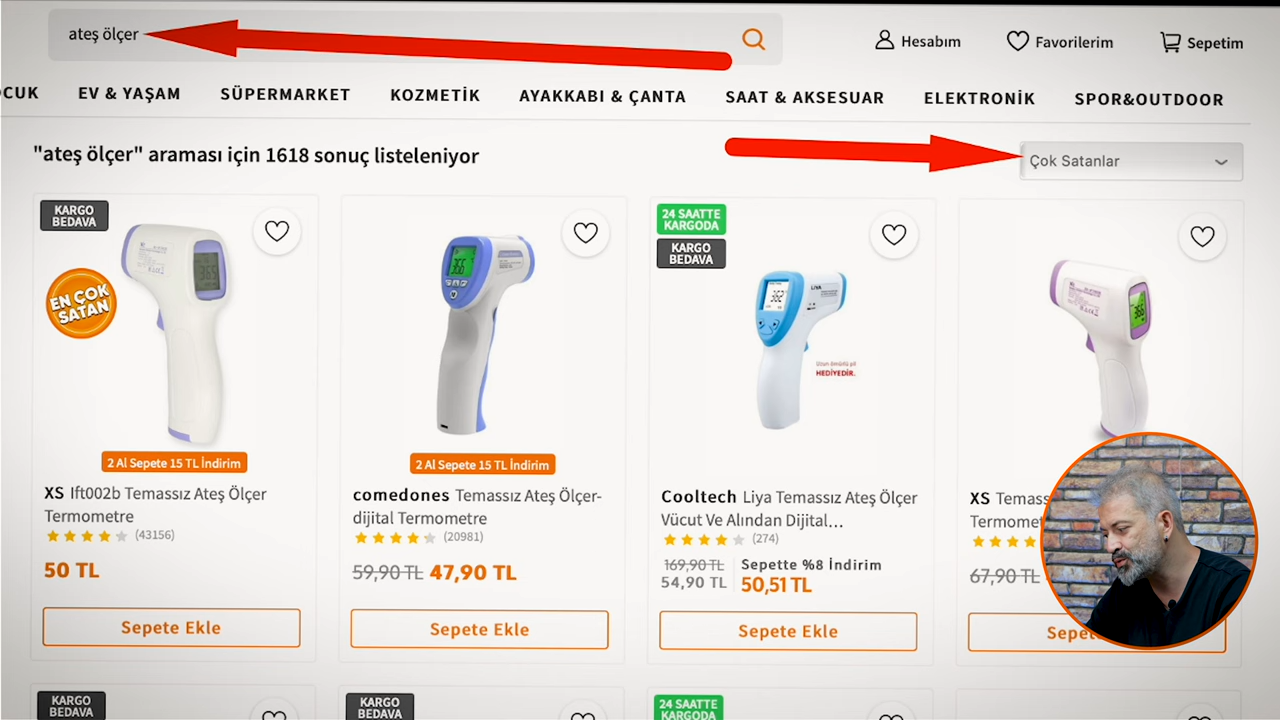 ateş ölçer
Hesabım
Favorilerim
Sepetim
OCUK
EV & YAŞAM
SÜPERMARKET
KOZMETİK
AYAKKABI & ÇANTA
SAAT & AKSESUAR
ELEKTRONİK
SPOR&OUTDOOR
"ateş ölçer" araması için 1618 sonuç listeleniyor
Çok Satanlar
KARGO
BEDAVA
EN ÇOK
SATAN
2 Al Sepete 15 TL İndirim
XS Ift002b Temassız Ateş Ölçer
Termometre
(43156)
50 TL
Sepete Ekle
2 Al Sepete 15 TL İndirim
comedones Temassız Ateş Ölçer-
dijital Termometre
(20981)
59,90 TL 47,90 TL
Sepete Ekle
24 SAATTE
KARGODA
KARGO
BEDAVA
LIYA
Uzun ömürlü pil
HEDİYEDİR.
Cooltech Liya Temassız Ateş Ölçer
Vücut Ve Alından Dijital...
(274)
169,90 TL
54,90 TL
Sepette %8 İndirim
50,51 TL
Sepete Ekle
XS Temass
Termomet
67,90 TL
Sepet
KARGO
BEDAVA
KARGO
BEDAVA
24 SAATTE
KARGODA